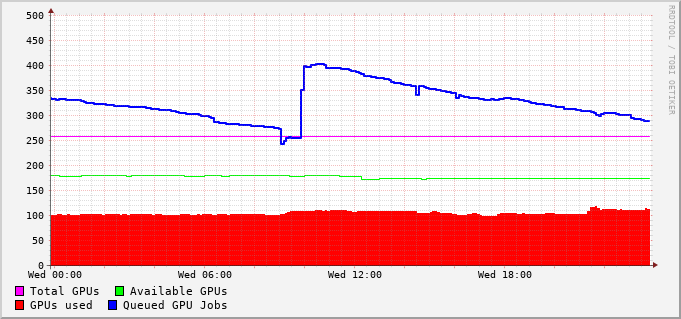 500
450
400
350
300
250
200
150
100
50
0
Wed 00:00 Wed 06:00 Wed 12:00 Wed 18:00
Total GPUs Available GPUs
GPUs used Queued GPU Jobs
RRDTOOL / TOBI OETIKER